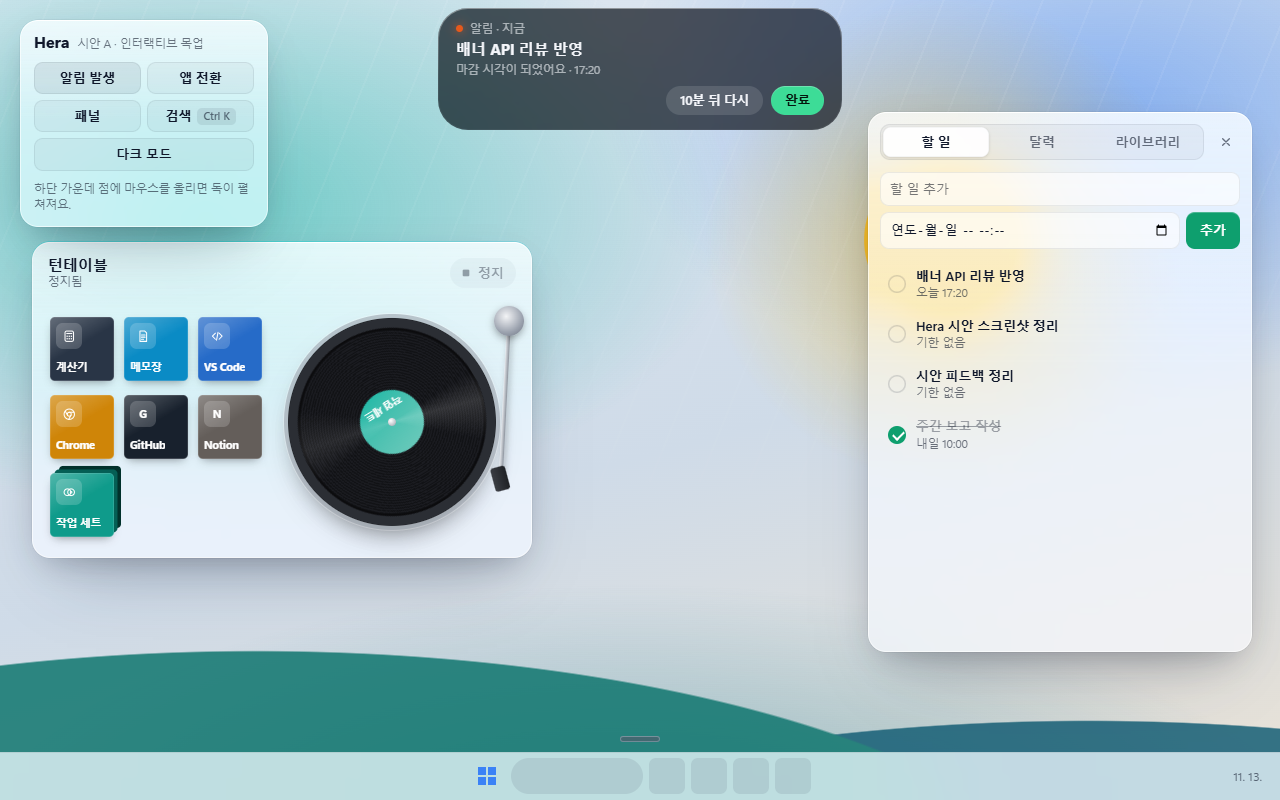 Hera 시안 A · 인터랙티브 목업
알림 발생
앱 전환
패널
검색 Ctrl K
다크 모드
하단 가운데 점에 마우스를 올리면 독이 펼
쳐져요.
알림 · 지금
배너 API 리뷰 반영
마감 시각이 되었어요 · 17:20
10분 뒤 다시
완료
턴테이블
정지됨
정지
계산기
메모장
VS Code
Chrome
G
GitHub
N
Notion
작업 세트
작업 세트
할 일
달력
라이브러리
할 일 추가
연도-월-일 -- --:--
추가
배너 API 리뷰 반영
오늘 17:20
Hera 시안 스크린샷 정리
기한 없음
시안 피드백 정리
기한 없음
주간 보고 작성
내일 10:00
11. 13.